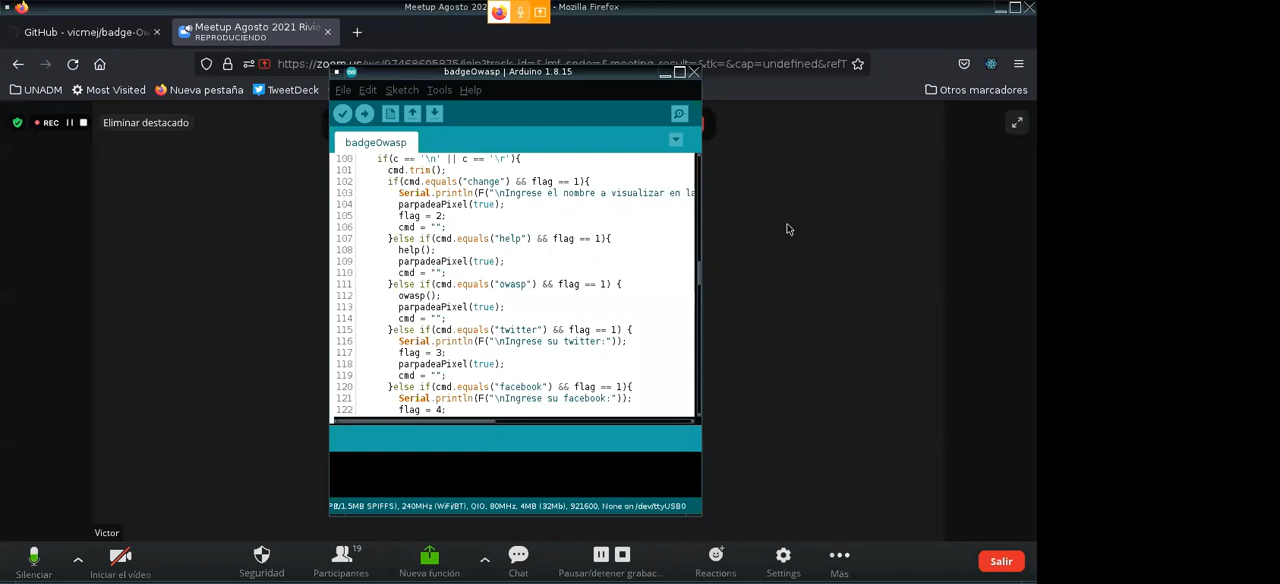 Meetup Agosto 202 - Mozilla Firefox
GitHub - vicmej/badge-Ow
Meetup Agosto 2021 Rivie
REPRODUCIENDO
https://zoom.us/wc/97468605875/join?track_id=&jmf_code=&meeting_result=&tk=&cap=undefined&refT
UNADM
Most Visited
Nueva pestaña
TweetDeck
Otros marcadores
REC
Eliminar destacado
badgeOwasp | Arduino 1.8.15
File Edit Sketch Tools Help
badgeOwasp
100 if(c == '\n' || c == '\r'){
101 cmd.trim();
102 if(cmd.equals("change") && flag == 1){
103 Serial.println(F("\nIngrese el nombre a visualizar en la
104 parpadeaPixel(true);
105 flag = 2;
106 cmd = "";
107 }else if(cmd.equals("help") && flag == 1){
108 help();
109 parpadeaPixel(true);
110 cmd = "";
111 }else if(cmd.equals("owasp") && flag == 1) {
112 owasp();
113 parpadeaPixel(true);
114 cmd = "";
115 }else if(cmd.equals("twitter") && flag == 1) {
116 Serial.println(F("\nIngrese su twitter:"));
117 flag = 3;
118 parpadeaPixel(true);
119 cmd = "";
120 }else if(cmd.equals("facebook") && flag == 1){
121 Serial.println(F("\nIngrese su facebook:"));
122 flag = 4;
/1.5MB SPIFFS), 240MHz (WiFi/BT), QIO, 80MHz, 4MB (32Mb), 921600, None on /dev/ttyUSB0
Victor
19
Silenciar
Iniciar el vídeo
Seguridad
Participantes
Nueva función
Chat
Pausar/detener grabac...
Reactions
Settings
Más
Salir